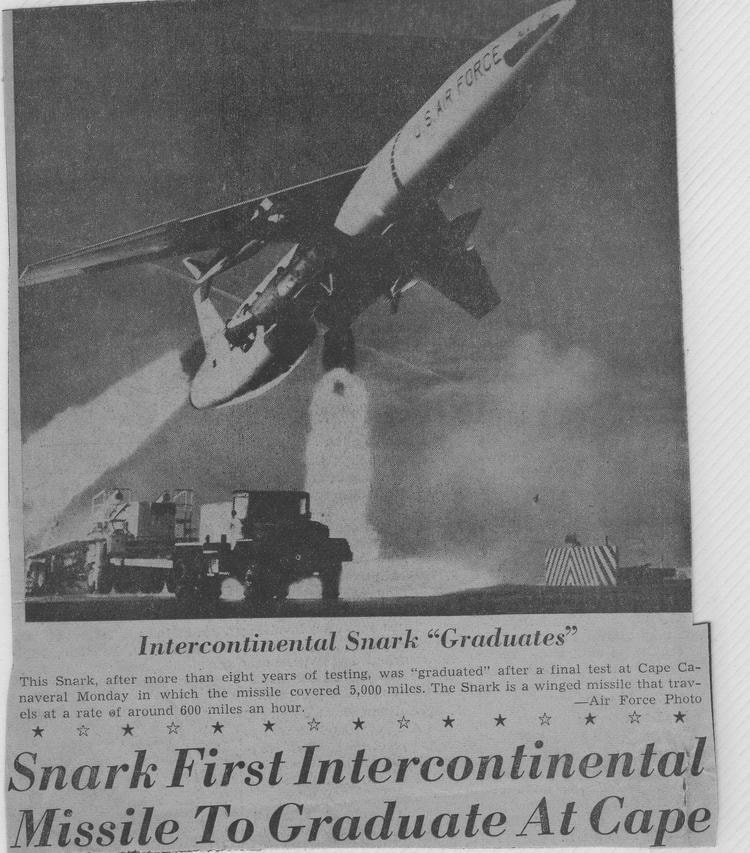 U.S. AIR FORCE
Intercontinental Snark “Graduates”
This Snark, after more than eight years of testing, was “graduated” after a final test at Cape Ca-
naveral Monday in which the missile covered 5,000 miles. The Snark is a winged missile that trav-
els at a rate of around 600 miles an hour.
—Air Force Photo
Snark First Intercontinental
Missile To Graduate At Cape